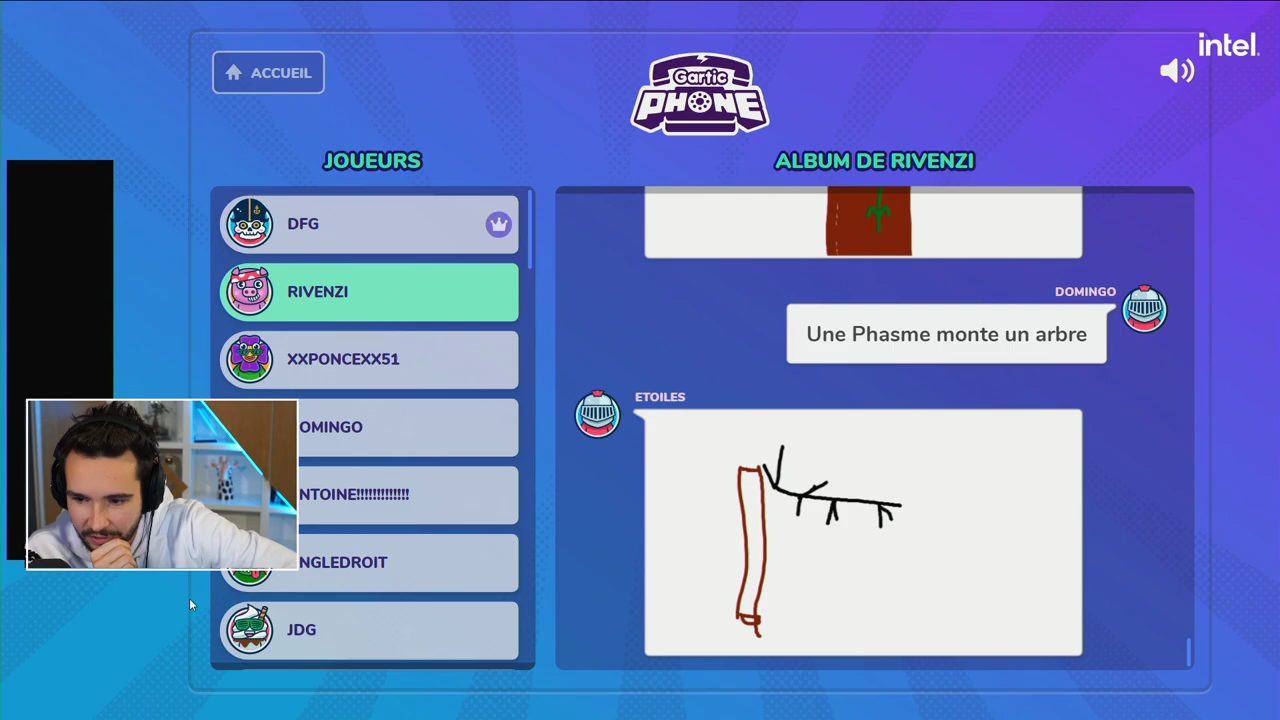 intel.
ACCUEIL
Gartic
PHONE
JOUEURS
ALBUM DE RIVENZI
DFG
RIVENZI
XXPONCEXX51
OMINGO
NTOINE!!!!!!!!!!!!!
NGLEDROIT
JDG
DOMINGO
Une Phasme monte un arbre
ETOILES